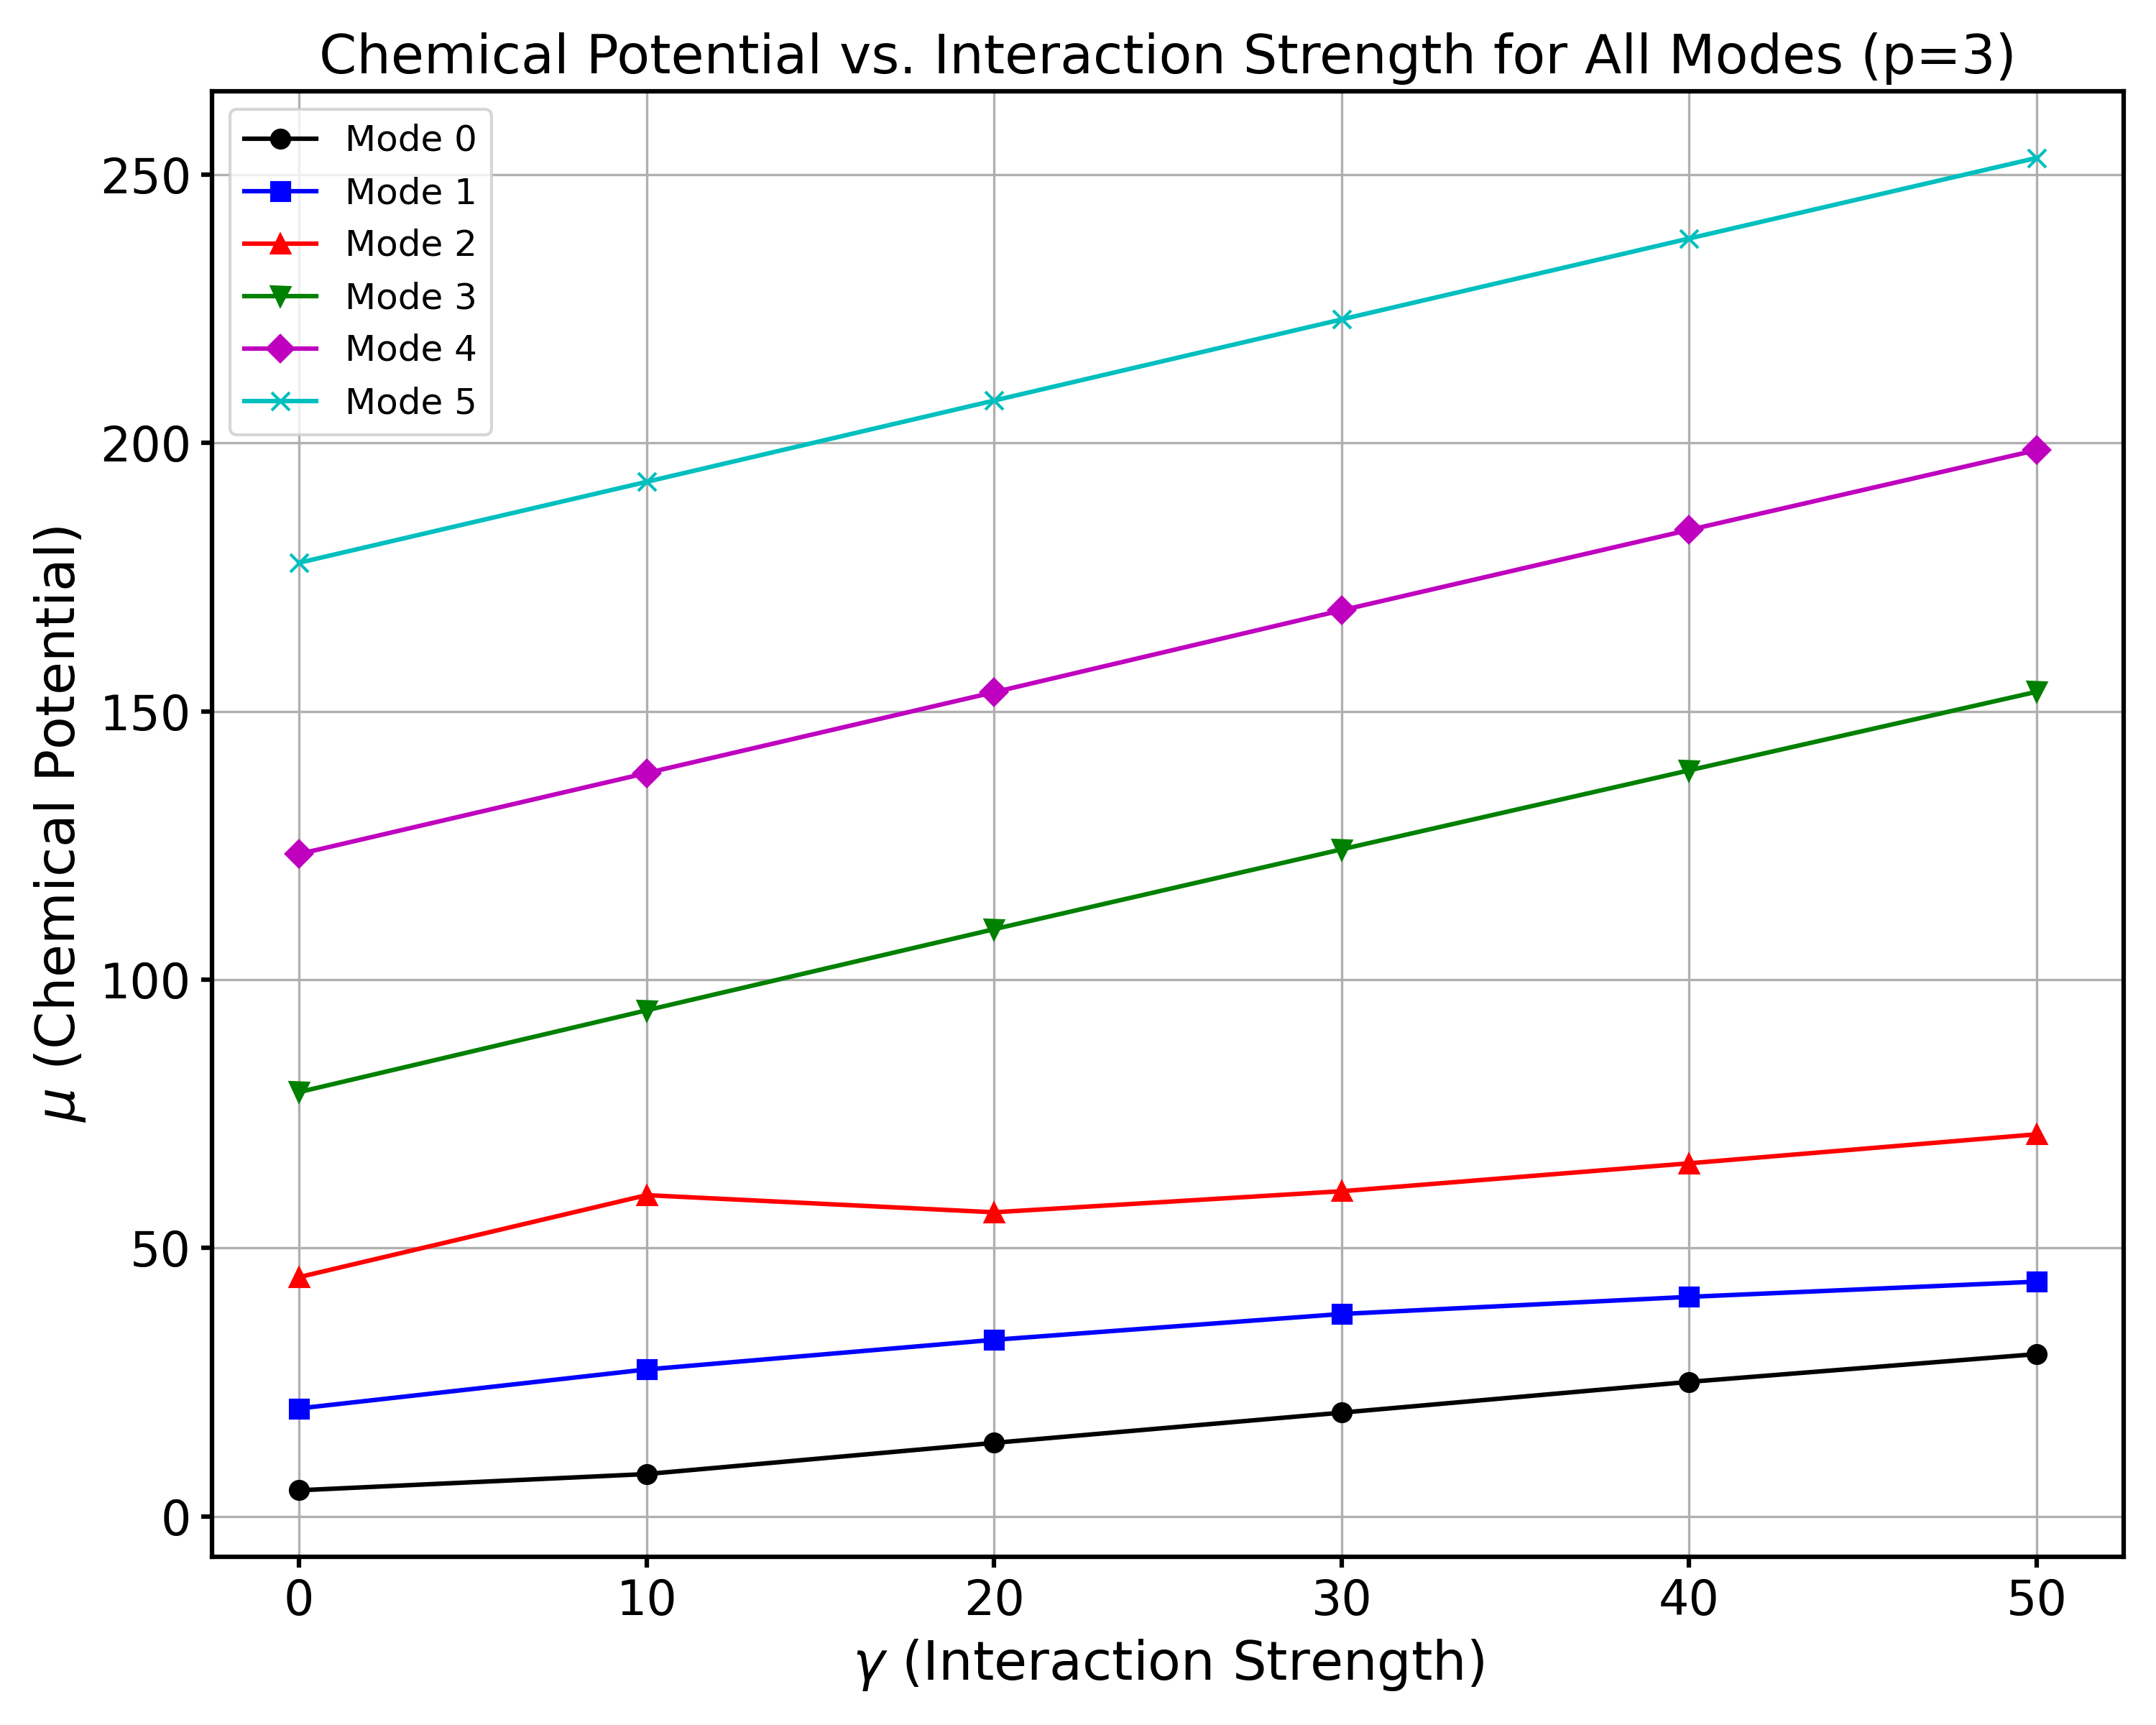 Chemical Potential vs. Interaction Strength for All Modes (p=3)
Mode 0
Mode 1
Mode 2
Mode 3
Mode 4
Mode 5
250
200
150
100
50
0
μ (Chemical Potential)
0 10 20 30 40 50
γ (Interaction Strength)